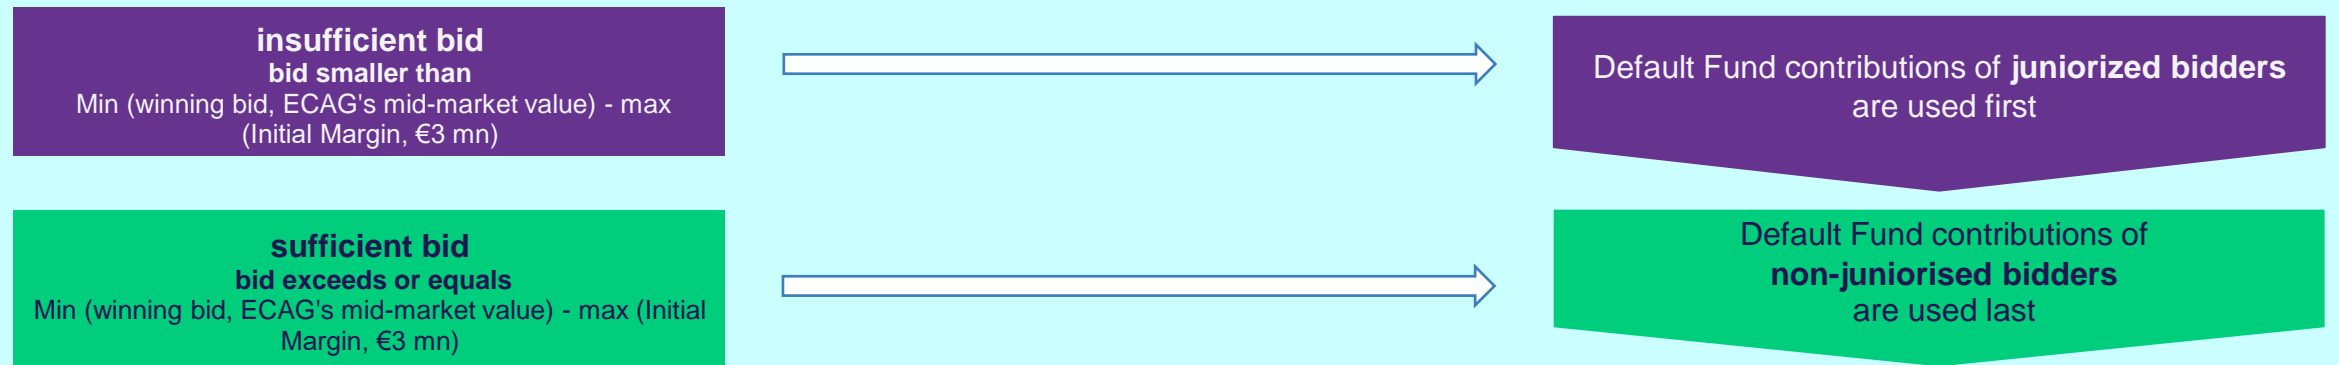 insufficient bid
bid smaller than
Min (winning bid, ECAG's mid-market value) - max
(Initial Margin, €3 mn)
Default Fund contributions of juniorized bidders
are used first
sufficient bid
bid exceeds or equals
Min (winning bid, ECAG's mid-market value) - max (Initial
Margin, €3 mn)
Default Fund contributions of
non-juniorised bidders
are used last